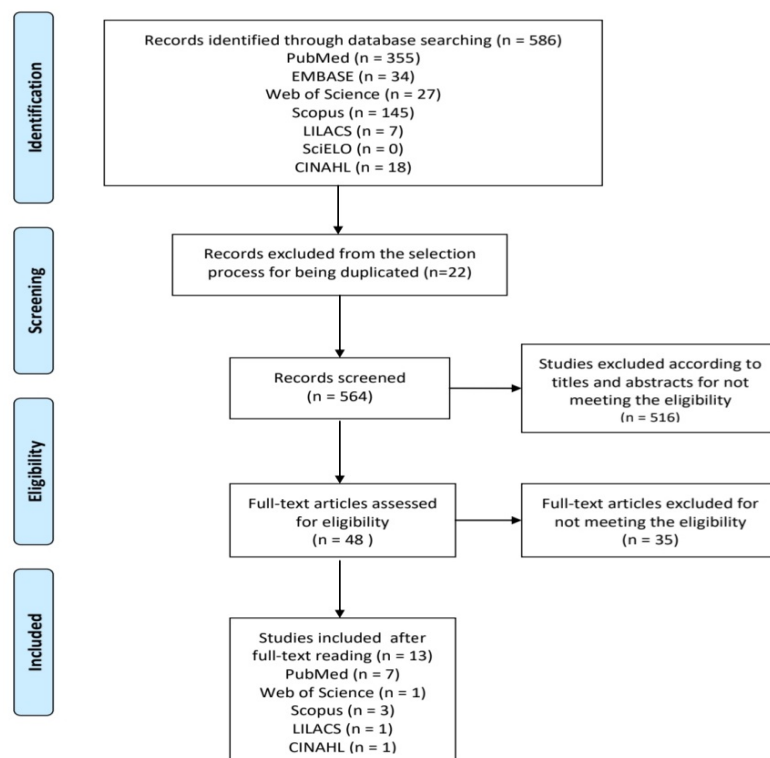 Identification
Records identified through database searching (n = 586)
PubMed (n = 355)
EMBASE (n = 34)
Web of Science (n = 27)
Scopus (n = 145)
LILACS (n = 7)
SciELO (n = 0)
CINAHL (n = 18)
Screening
Records excluded from the selection
process for being duplicated (n=22)
Records screened
(n = 564)
Studies excluded according to
titles and abstracts for not
meeting the eligibility
(n = 516)
Eligibility
Full-text articles assessed
for eligibility
(n = 48 )
Full-text articles excluded for
not meeting the eligibility
(n = 35)
Included
Studies included after
full-text reading (n = 13)
PubMed (n = 7)
Web of Science (n = 1)
Scopus (n = 3)
LILACS (n = 1)
CINAHL (n = 1)